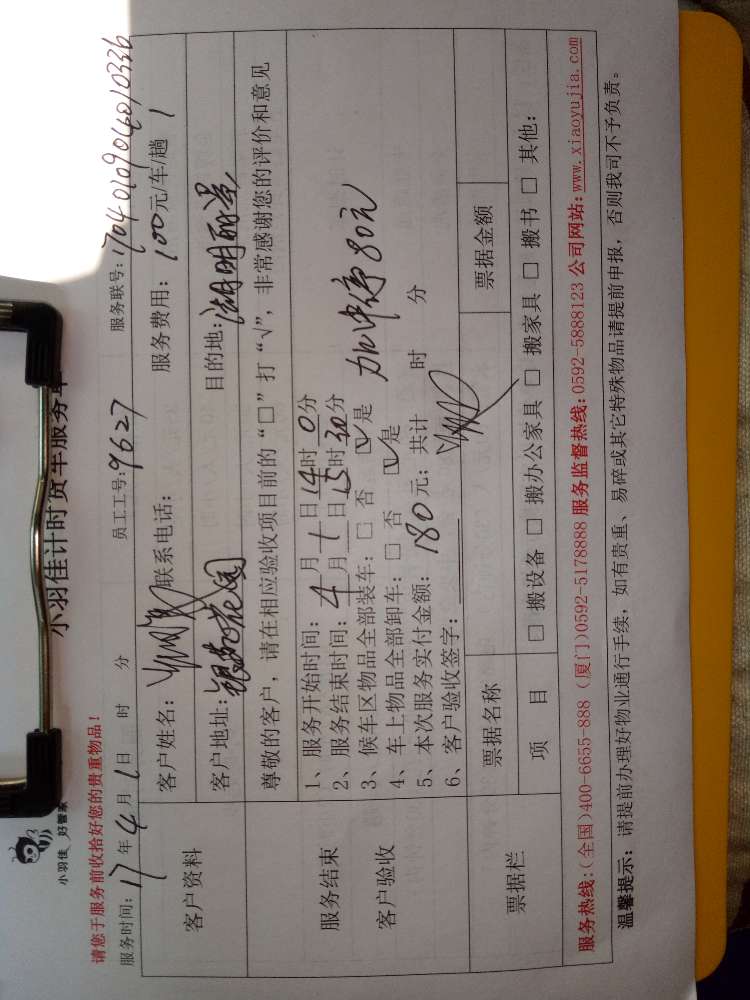 小羽佳 好管家
小羽佳计时货车服务单
请您于服务前收拾好您的贵重物品！
服务时间：17年4月1日 时 分 员工工号：9627 服务联号：1704010904010336
客户资料
客户姓名： 联系电话： 服务费用：100元/车/趟 1
客户地址：银都花园 目的地：湖明丽景
尊敬的客户，请在相应验收项目前的“□”打“√”，非常感谢您的评价和意见
服务结束
客户验收
1、服务开始时间： 月 日14时0分
2、服务结束时间：4月1日15时30分
3、候车区物品全部装车：□ 否 ☑是 加中停80元
4、车上物品全部卸车：□ 否 ☑是
5、本次服务实付金额：180元；共计 时 分
6、客户验收签字：
票据栏
票据名称 票据金额
项 目 □ 搬设备 □ 搬办公家具 □ 搬家具 □ 搬书 □ 其他：
服务热线：(全国)400-6655-888 (厦门)0592-5178888 服务监督热线：0592-5888123 公司网站：www.xiaoyujia.com
温馨提示：请提前办理好物业通行手续，如有贵重、易碎或其它特殊物品请提前申报，否则我司不予负责。